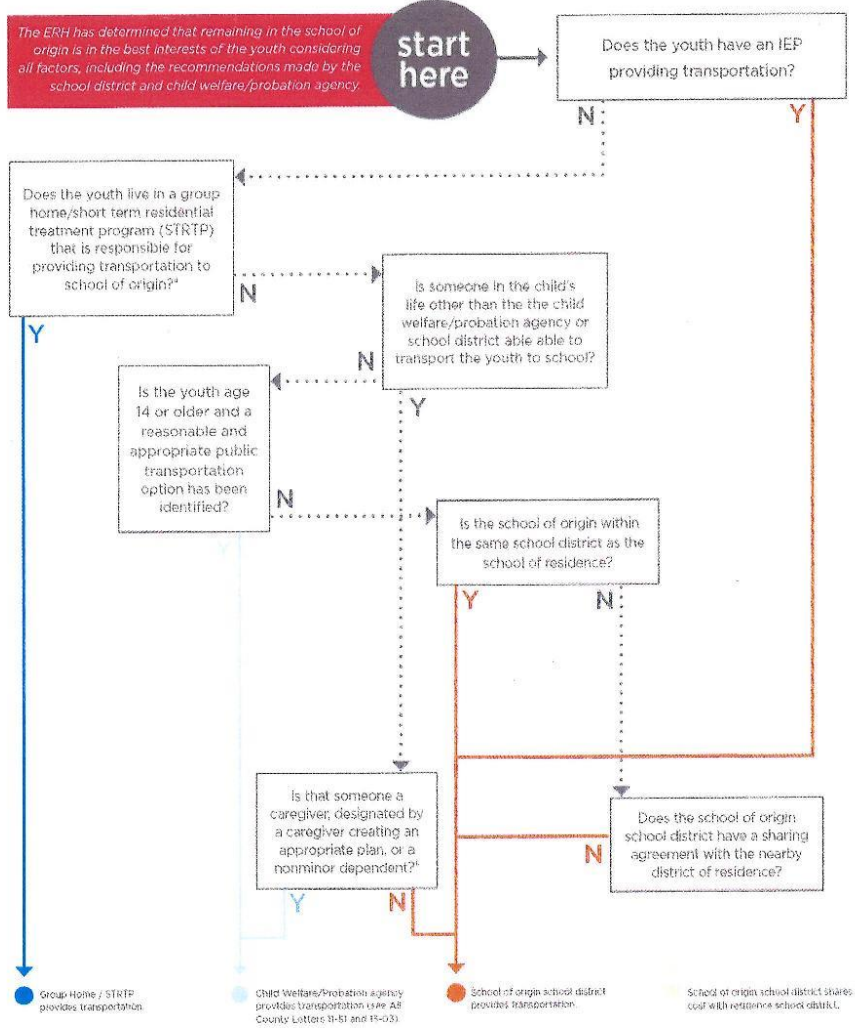 The ERH has determined that remaining in the school of
origin is in the best interests of the youth considering
all factors, including the recommendations made by the
school district and child welfare/probation agency.
start
here
Does the youth have an IEP
providing transportation?
N
Y
Does the youth live in a group
home/short term residential
treatment program (STRTP)
that is responsible for
providing transportation to
school of origin?ª
N
Y
Is someone in the child's
life other than the the child
welfare/probation agency or
school district able able to
transport the youth to school?
N
Y
Is the youth age
14 or older and a
reasonable and
appropriate public
transportation
option has been
identified?
N
Y
Is the school of origin within
the same school district as the
school of residence?
Y
N
Is that someone a
caregiver, designated by
a caregiver creating an
appropriate plan, or a
nonminor dependent?ᵇ
Y
N
Does the school of origin
school district have a sharing
agreement with the nearby
district of residence?
N
Group Home / STRTP
provides transportation.
Child Welfare/Probation agency
provides transportation (see All
County Letters 11-51 and 13-03).
School of origin school district
provides transportation.
School of origin school district shares
cost with residence school district.